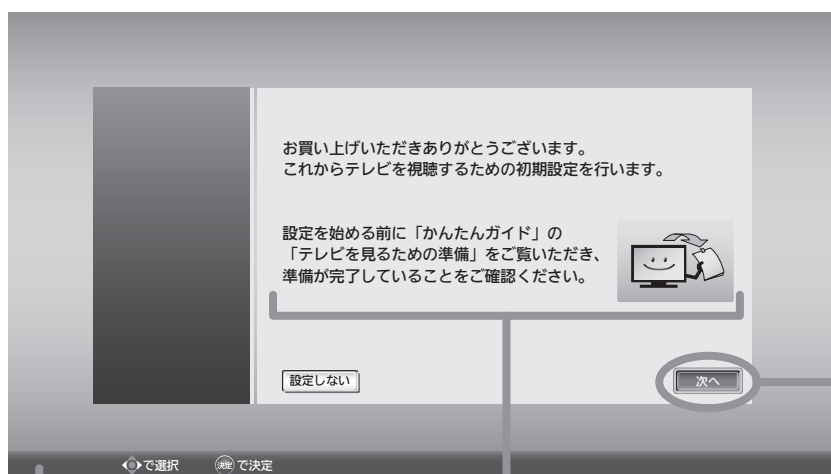 お買い上げいただきありがとうございます。
これからテレビを視聴するための初期設定を行います。
設定を始める前に「かんたんガイド」の
「テレビを見るための準備」をご覧いただき、
準備が完了していることをご確認ください。
設定しない
次へ
で選択 決定 で決定